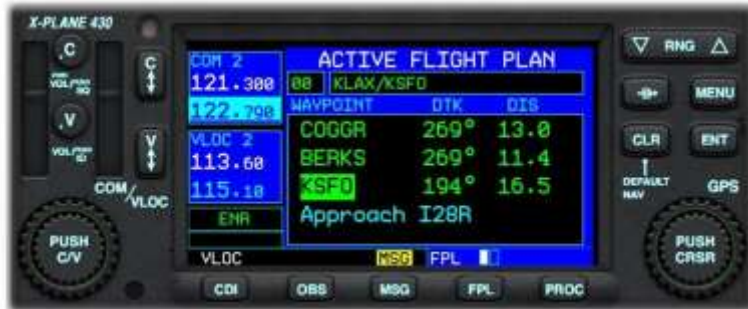 X-PLANE 430
.C
PWR VOL/PUSH SQ
C
.V
VOL/PUSH ID
V
COM/VLOC
PUSH C/V
COM 2
121.300
122.790
VLOC 2
113.60
115.10
ENR
VLOC
ACTIVE FLIGHT PLAN
00 KLAX/KSFO
WAYPOINT DTK DIS
COGGR 269° 13.0
BERKS 269° 11.4
KSFO 194° 16.5
Approach I28R
MSG FPL
RNG
MENU
CLR ENT
DEFAULT NAV
GPS
PUSH CRSR
CDI OBS MSG FPL PROC